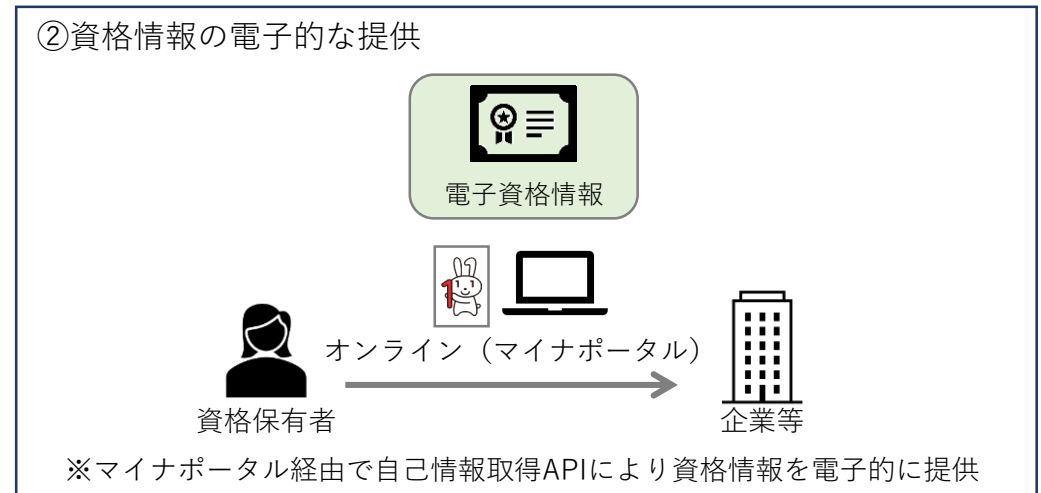 ②資格情報の電子的な提供
電子資格情報
1
オンライン（マイナポータル）
資格保有者
企業等
※マイナポータル経由で自己情報取得APIにより資格情報を電子的に提供